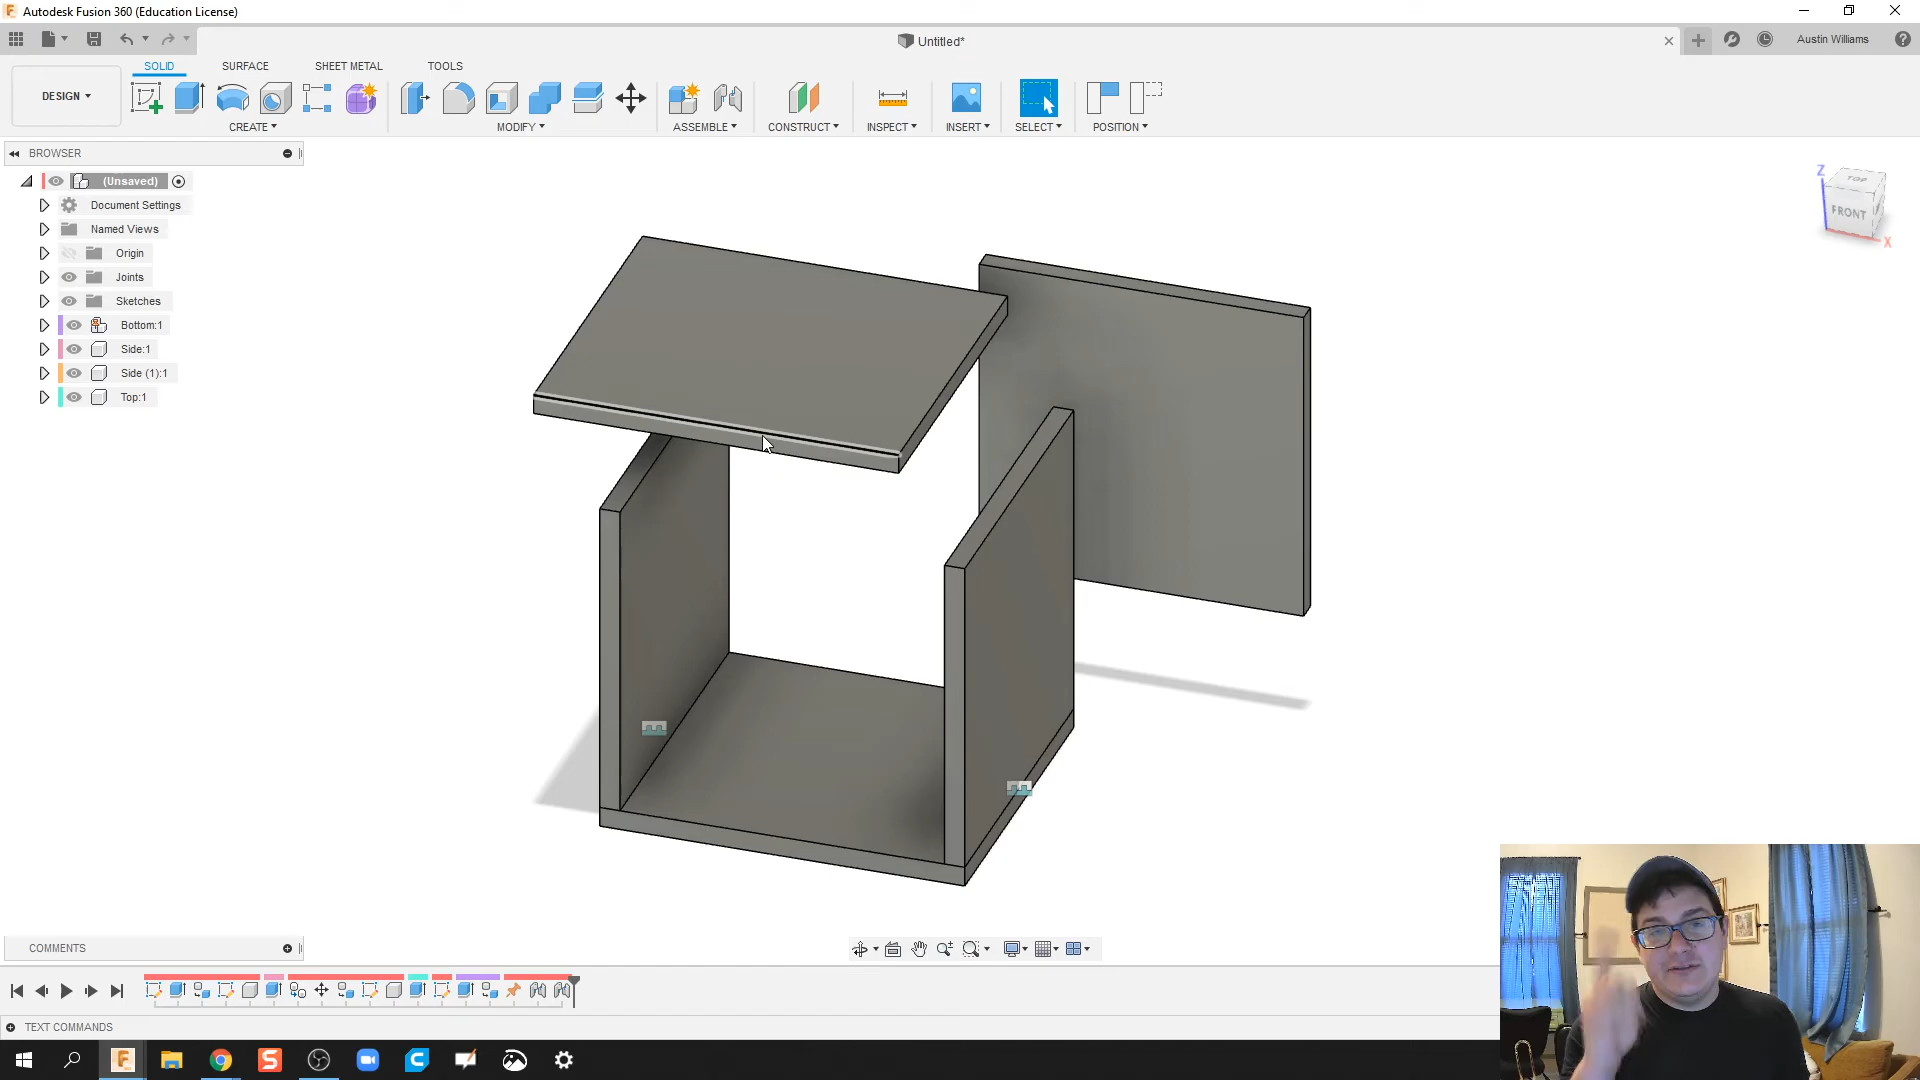 Autodesk Fusion 360 (Education License)
Untitled*
Austin Williams
SOLID SURFACE SHEET METAL TOOLS
DESIGN
CREATE MODIFY ASSEMBLE CONSTRUCT INSPECT INSERT SELECT POSITION
BROWSER
(Unsaved)
Document Settings
Named Views
Origin
Joints
Sketches
Bottom:1
Side:1
Side (1):1
Top:1
Z
TOP
FRONT
X
COMMENTS
TEXT COMMANDS